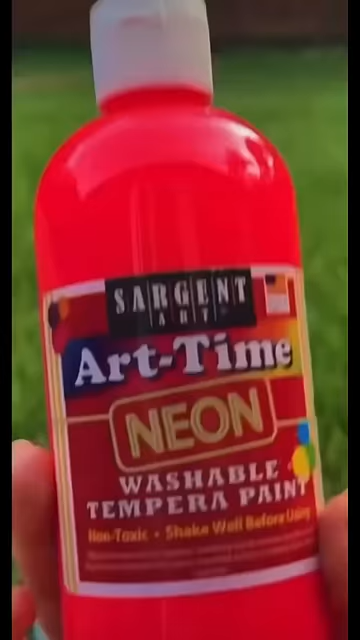 SARGENT
ART
Art-Time
NEON
WASHABLE
TEMPERA PAINT
Non-Toxic • Shake Well Before Using